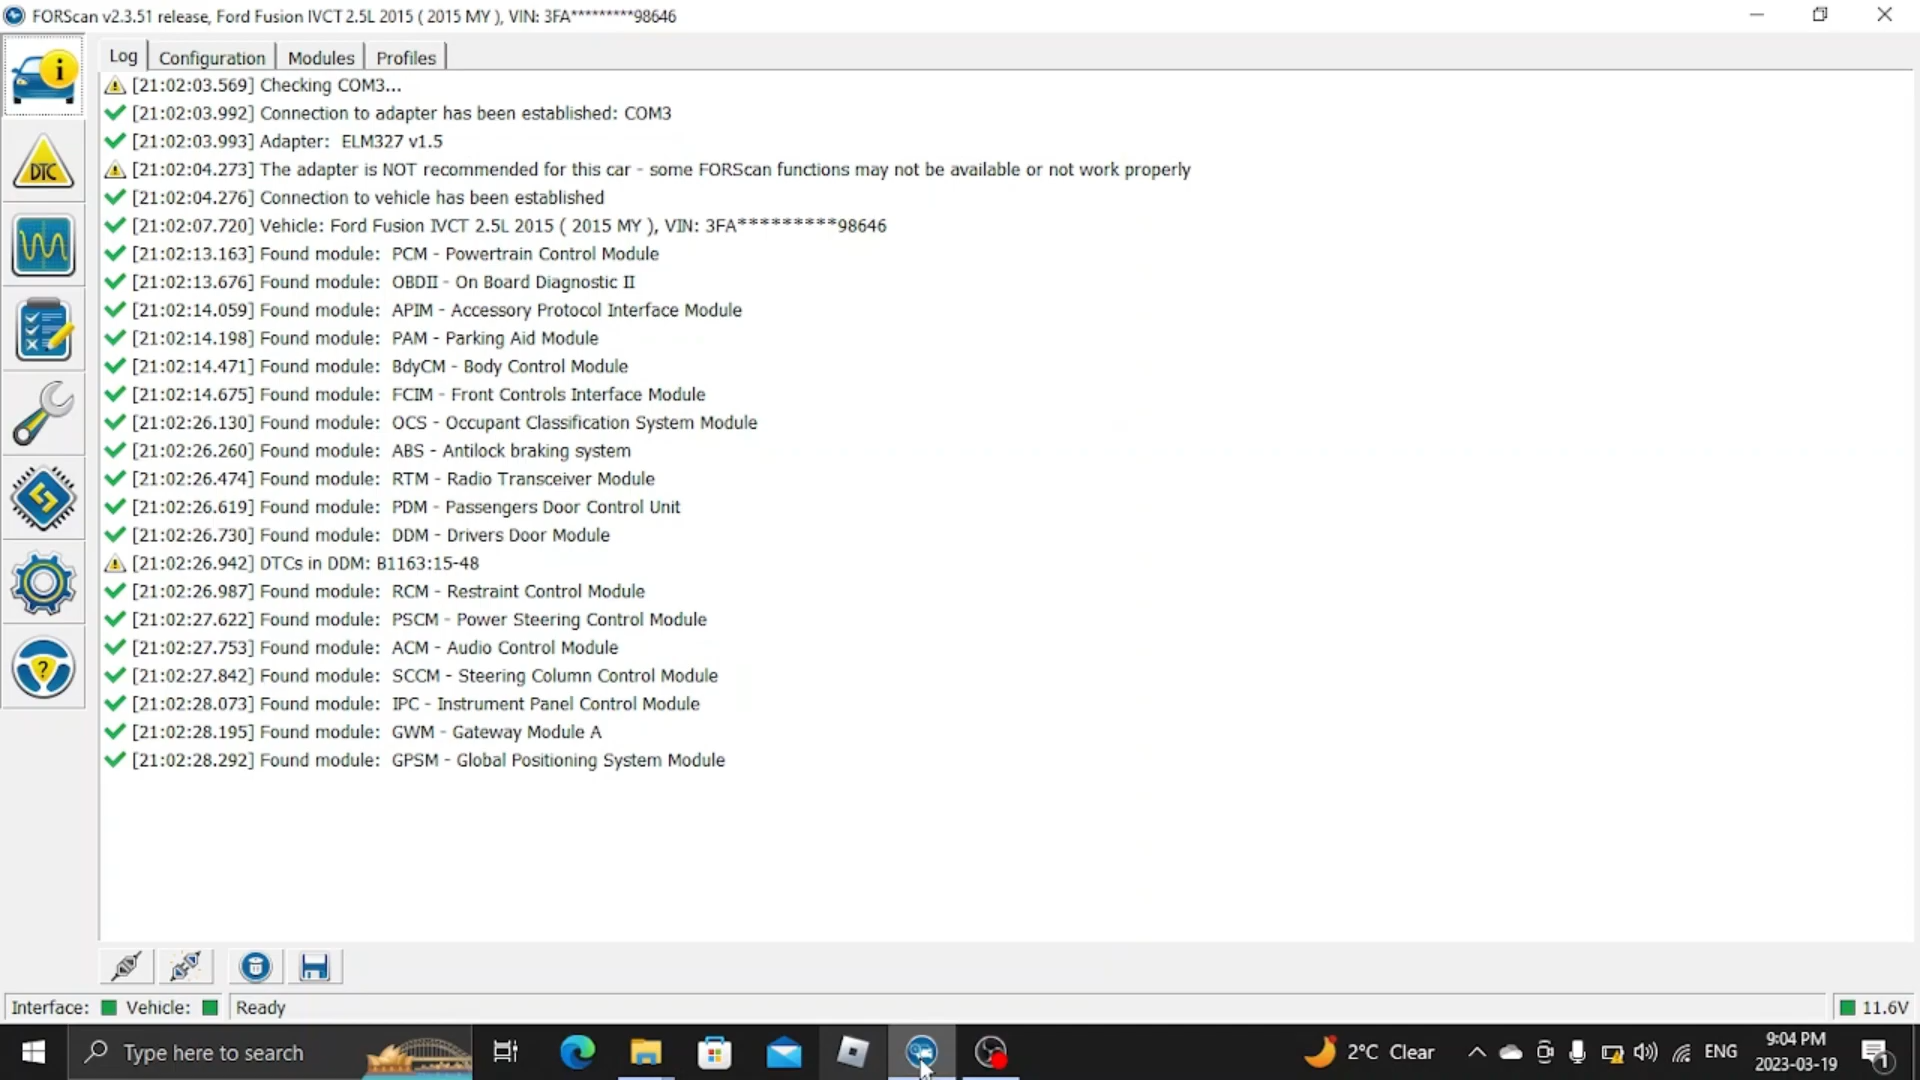 FORScan v2.3.51 release, Ford Fusion IVCT 2.5L 2015 ( 2015 MY ), VIN: 3FA*********98646
Log Configuration Modules Profiles
[21:02:03.569] Checking COM3...
[21:02:03.992] Connection to adapter has been established: COM3
[21:02:03.993] Adapter: ELM327 v1.5
[21:02:04.273] The adapter is NOT recommended for this car - some FORScan functions may not be available or not work properly
[21:02:04.276] Connection to vehicle has been established
[21:02:07.720] Vehicle: Ford Fusion IVCT 2.5L 2015 ( 2015 MY ), VIN: 3FA*********98646
[21:02:13.163] Found module: PCM - Powertrain Control Module
[21:02:13.676] Found module: OBDII - On Board Diagnostic II
[21:02:14.059] Found module: APIM - Accessory Protocol Interface Module
[21:02:14.198] Found module: PAM - Parking Aid Module
[21:02:14.471] Found module: BdyCM - Body Control Module
[21:02:14.675] Found module: FCIM - Front Controls Interface Module
[21:02:26.130] Found module: OCS - Occupant Classification System Module
[21:02:26.260] Found module: ABS - Antilock braking system
[21:02:26.474] Found module: RTM - Radio Transceiver Module
[21:02:26.619] Found module: PDM - Passengers Door Control Unit
[21:02:26.730] Found module: DDM - Drivers Door Module
[21:02:26.942] DTCs in DDM: B1163:15-48
[21:02:26.987] Found module: RCM - Restraint Control Module
[21:02:27.622] Found module: PSCM - Power Steering Control Module
[21:02:27.753] Found module: ACM - Audio Control Module
[21:02:27.842] Found module: SCCM - Steering Column Control Module
[21:02:28.073] Found module: IPC - Instrument Panel Control Module
[21:02:28.195] Found module: GWM - Gateway Module A
[21:02:28.292] Found module: GPSM - Global Positioning System Module
DTC
Interface: Vehicle: Ready 11.6V
Type here to search 2°C Clear ENG 9:04 PM
2023-03-19 1